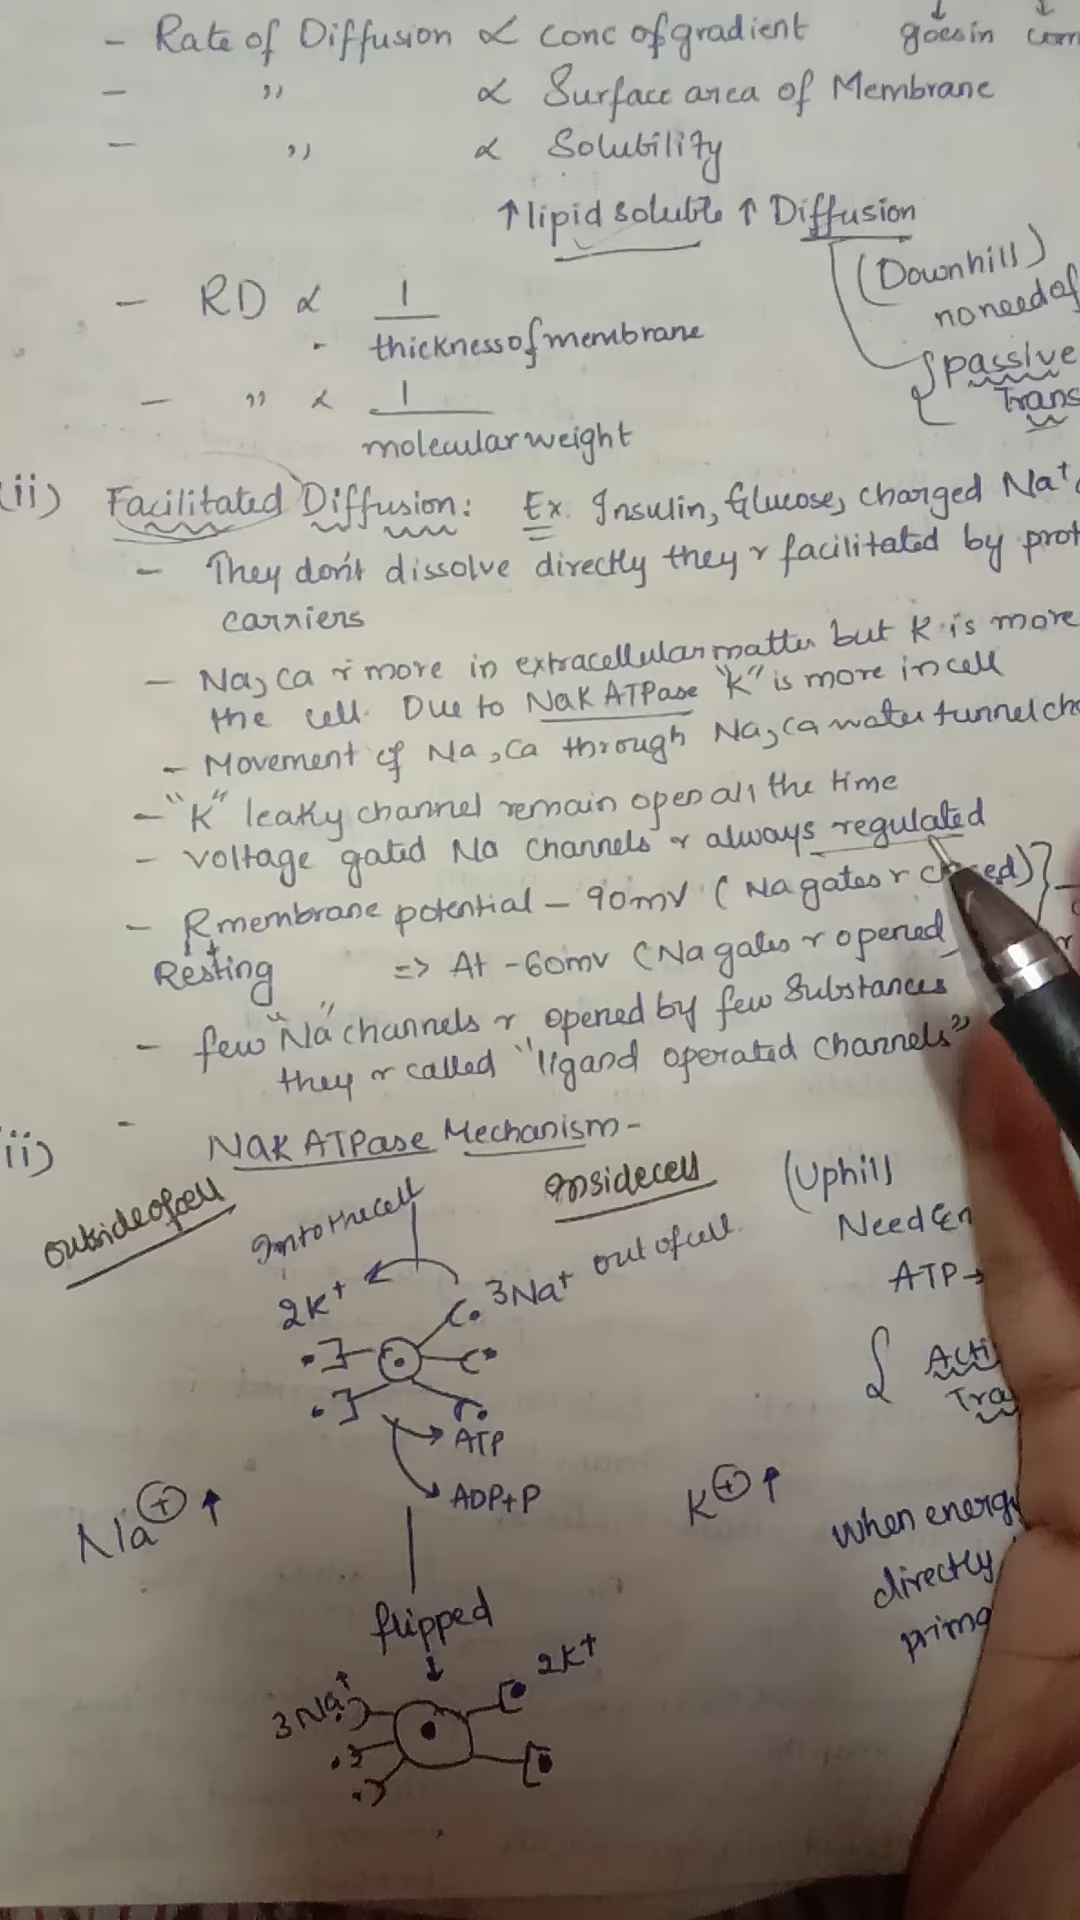 - Rate of Diffusion ∝ conc of gradient
↓ ↓
goes in com
- " ∝ Surface area of Membrane
- " ∝ Solubility
↑ lipid soluble ↑ Diffusion
(Downhill)
no need of
{ passive
Trans
- RD ∝ 1
thickness of membrane
- " ∝ 1
molecular weight
(ii) Facilitated Diffusion: Ex. Insulin, Glucose, charged Na+
- They don't dissolve directly they r facilitated by prot
carriers
- Na, Ca r more in extracellular matter but K is more
the cell. Due to NaK ATPase "K" is more in cell
- Movement of Na, Ca through Na, Ca water tunnel cha
- "K" leaky channel remain open all the time
- Voltage gated Na channels r always regulated
- R membrane potential - 90mV (Na gates r closed) }
↓ ↓
Resting => At -60mv (Na gates r opened
- few "Na" channels r opened by few Substances
they r called "ligand operated channels"
-
ii) NaK ATPase Mechanism -
Outside of cell
Into the cell
Inside cell
out of cell
(Uphill
Need En
ATP →
2K+ 3Na+
{ Acti
Tra
ATP
ADP+P
Na⊕ ↑
K⊕ ↑
When energy
directly
prima
flipped
↓
3Na+ 2K+